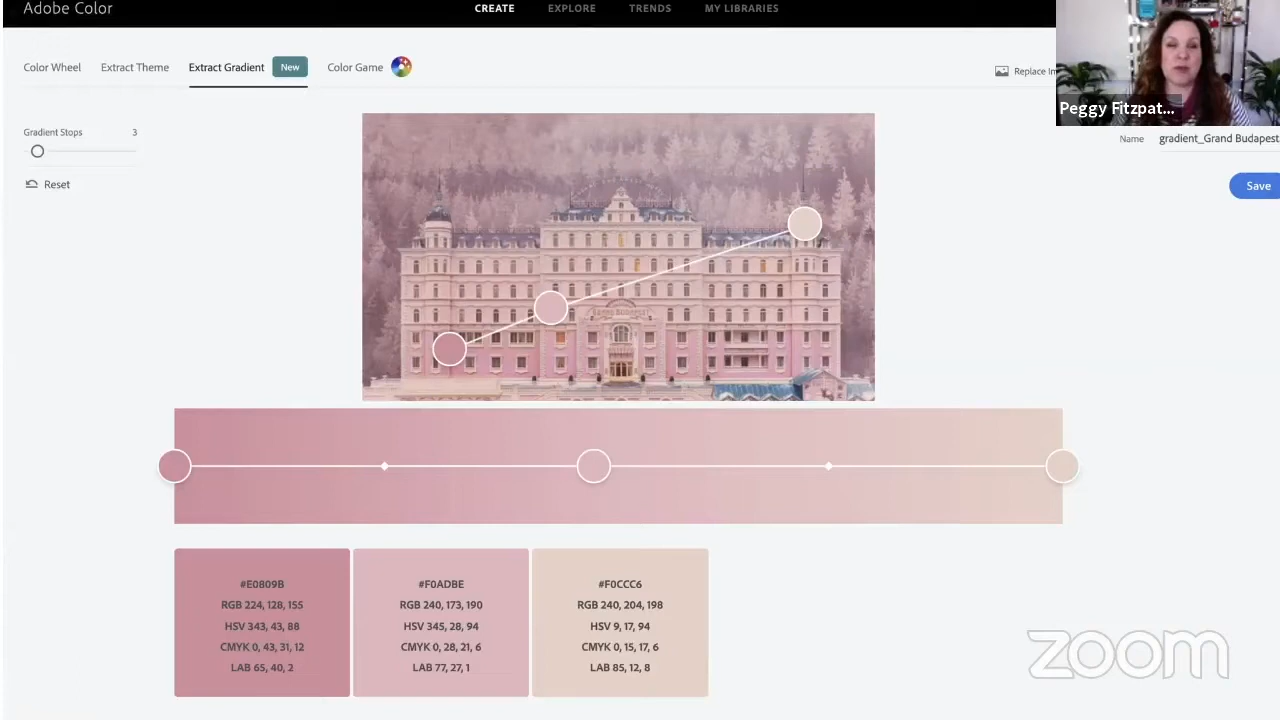 Adobe Color
CREATE
EXPLORE
TRENDS
MY LIBRARIES
Color Wheel
Extract Theme
Extract Gradient
New
Color Game
Replace Im
Peggy Fitzpat...
Gradient Stops 3
Name gradient_Grand Budapest
Reset
Save
GRAND BUDAPEST
#E0809B
RGB 224, 128, 155
HSV 343, 43, 88
CMYK 0, 43, 31, 12
LAB 65, 40, 2
#F0ADBE
RGB 240, 173, 190
HSV 345, 28, 94
CMYK 0, 28, 21, 6
LAB 77, 27, 1
#F0CCC6
RGB 240, 204, 198
HSV 9, 17, 94
CMYK 0, 15, 17, 6
LAB 85, 12, 8
zoom